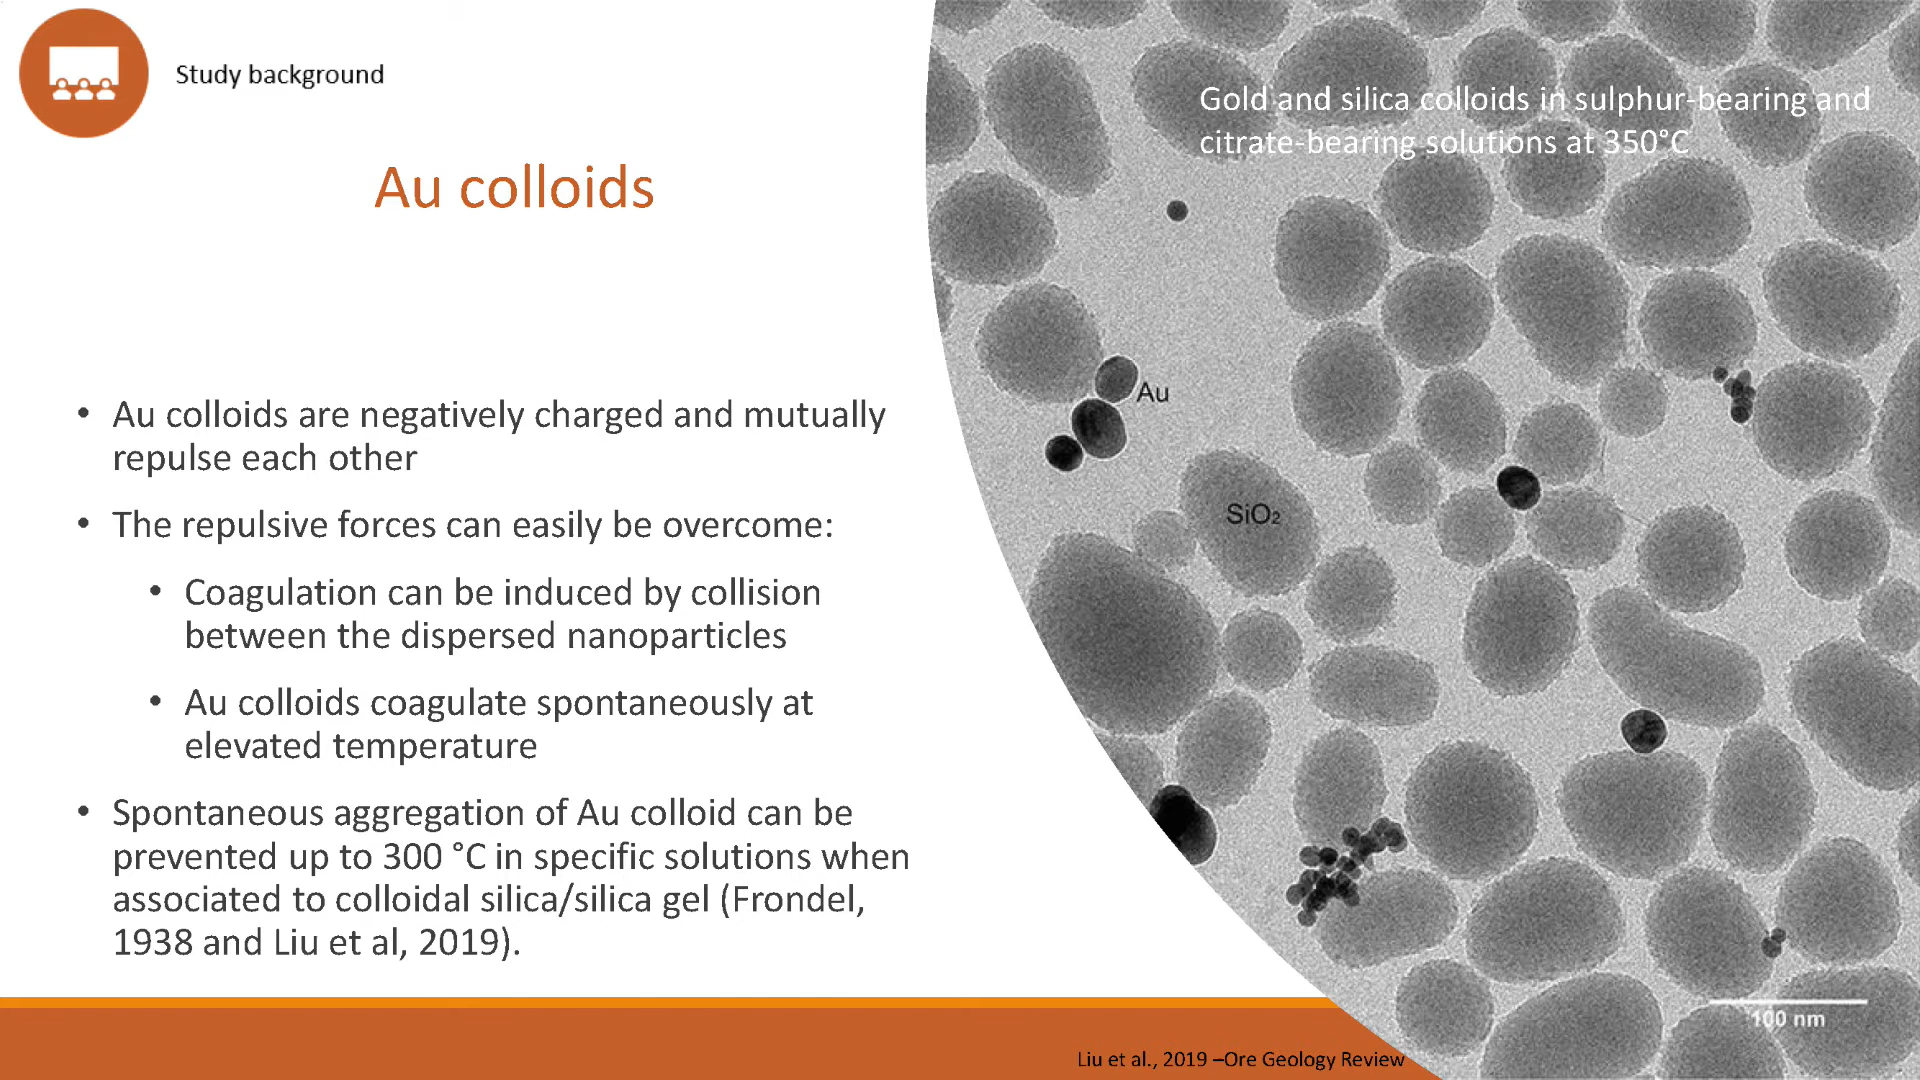 Study background
Au colloids
• Au colloids are negatively charged and mutually
repulse each other
• The repulsive forces can easily be overcome:
• Coagulation can be induced by collision
between the dispersed nanoparticles
• Au colloids coagulate spontaneously at
elevated temperature
• Spontaneous aggregation of Au colloid can be
prevented up to 300 °C in specific solutions when
associated to colloidal silica/silica gel (Frondel,
1938 and Liu et al, 2019).
Gold and silica colloids in sulphur-bearing and
citrate-bearing solutions at 350°C
Au
SiO₂
100 nm
Liu et al., 2019 –Ore Geology Review